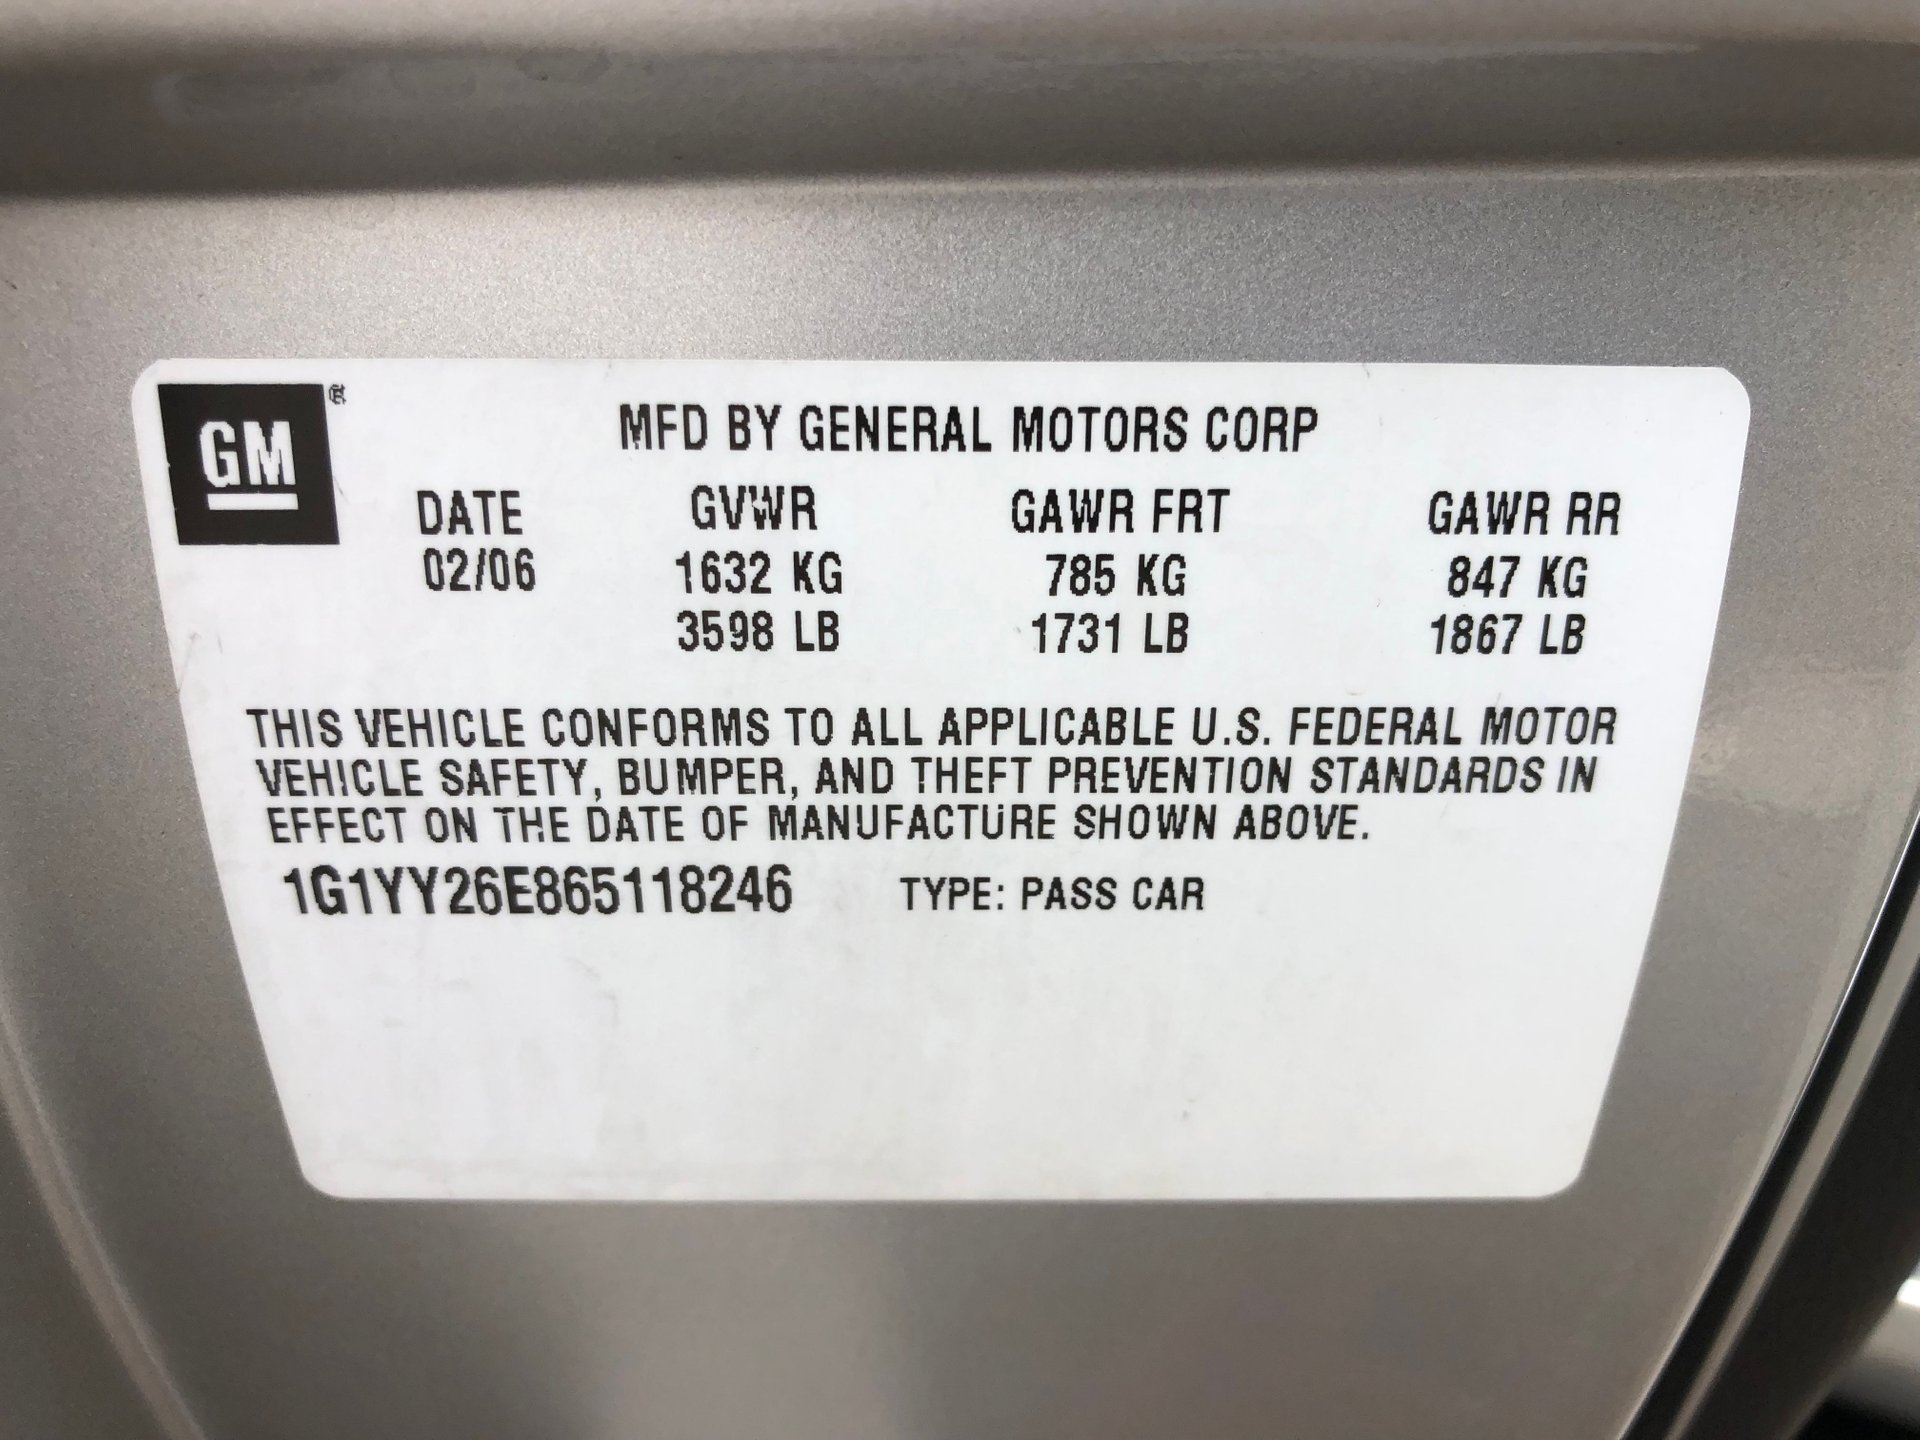 GM ®
MFD BY GENERAL MOTORS CORP
DATE GVWR GAWR FRT GAWR RR
02/06 1632 KG 785 KG 847 KG
3598 LB 1731 LB 1867 LB
THIS VEHICLE CONFORMS TO ALL APPLICABLE U.S. FEDERAL MOTOR
VEHICLE SAFETY, BUMPER, AND THEFT PREVENTION STANDARDS IN
EFFECT ON THE DATE OF MANUFACTURE SHOWN ABOVE.
1G1YY26E865118246 TYPE: PASS CAR